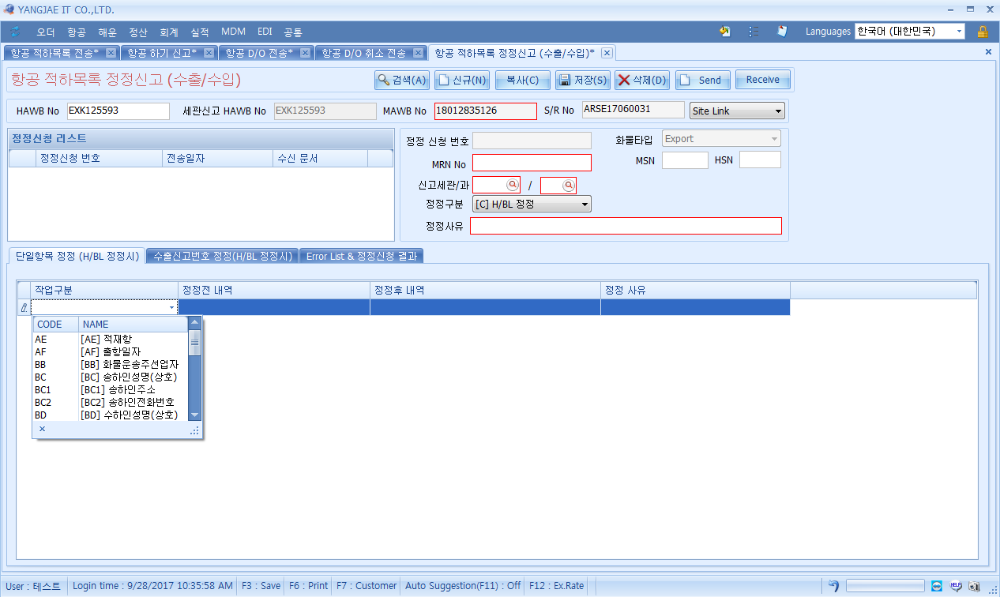 YANGJAE IT CO.,LTD.
오더 항공 해운 정산 회계 실적 MDM EDI 공통 Languages 한국어 (대한민국)
항공 적하목록 전송* 항공 하기 신고* 항공 D/O 전송* 항공 D/O 취소 전송 항공 적하목록 정정신고 (수출/수입)*
항공 적하목록 정정신고 (수출/수입) 검색(A) 신규(N) 복사(C) 저장(S) 삭제(D) Send Receive
HAWB No EXK125593 세관신고 HAWB No EXK125593 MAWB No 18012835126 S/R No ARSE17060031 Site Link
정정신청 리스트
정정신청 번호 전송일자 수신 문서
정정 신청 번호 화물타입 Export
MRN No MSN HSN
신고세관/과 /
정정구분 [C] H/BL 정정
정정사유
단일항목 정정 (H/BL 정정시) 수출신고번호 정정(H/BL 정정시) Error List & 정정신청 결과
작업구분 정정전 내역 정정후 내역 정정 사유
CODE NAME
AE [AE] 적재항
AF [AF] 출항일자
BB [BB] 화물운송주선업자
BC [BC] 송하인성명(상호)
BC1 [BC1] 송하인주소
BC2 [BC2] 송하인전화번호
BD [BD] 수하인성명(상호)
User : 테스트 Login time : 9/28/2017 10:35:58 AM F3 : Save F6 : Print F7 : Customer Auto Suggestion(F11) : Off F12 : Ex.Rate HELP